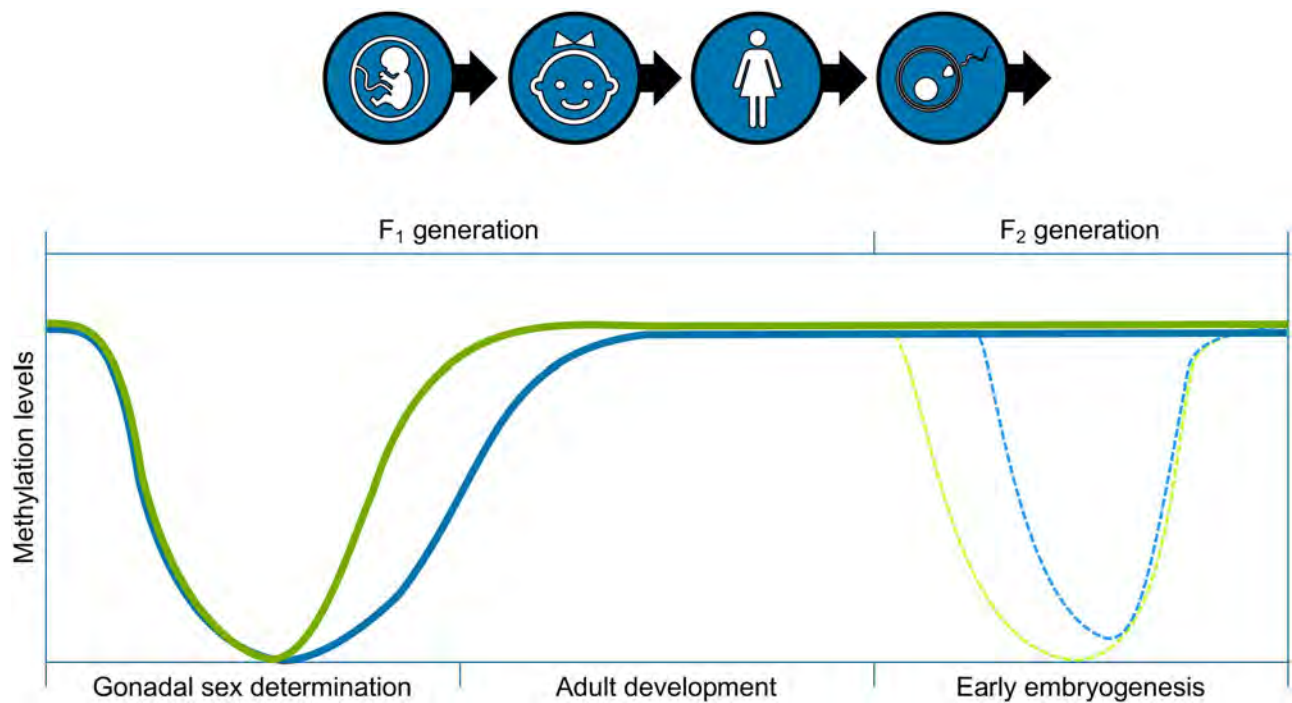 F₁ generation
F₂ generation
Methylation levels
Gonadal sex determination
Adult development
Early embryogenesis